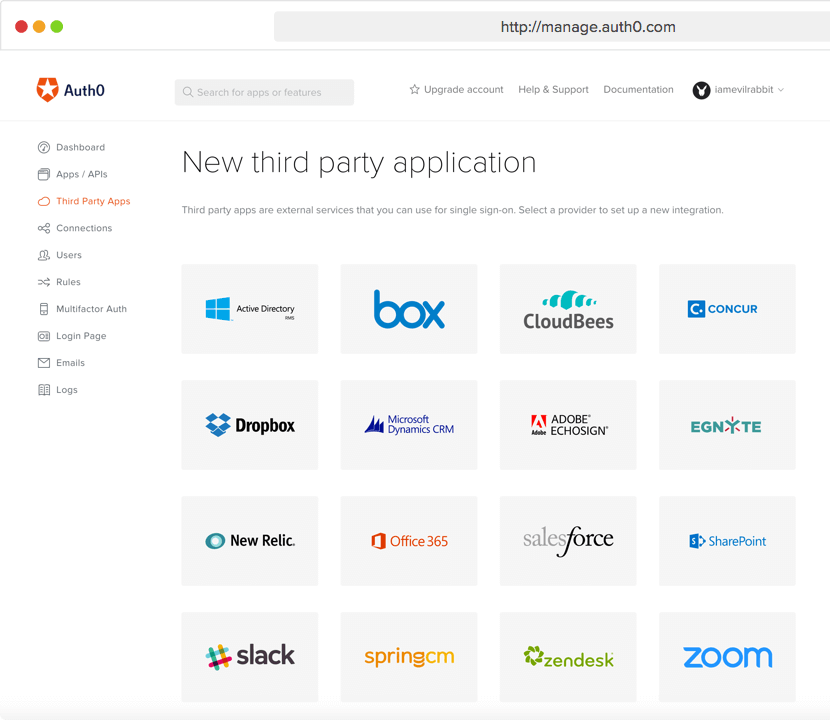 http://manage.auth0.com
Auth0
Search for apps or features
Upgrade account
Help & Support
Documentation
iamevilrabbit
Dashboard
Apps / APIs
Third Party Apps
Connections
Users
Rules
Multifactor Auth
Login Page
Emails
Logs
New third party application
Third party apps are external services that you can use for single sign-on. Select a provider to set up a new integration.
Active Directory
RMS
box
CloudBees
CONCUR
Dropbox
Microsoft
Dynamics CRM
Adobe
ADOBE®
ECHOSIGN®
EGNYTE
New Relic.
Office 365
salesforce
S
SharePoint
slack
springcm
zendesk
zoom